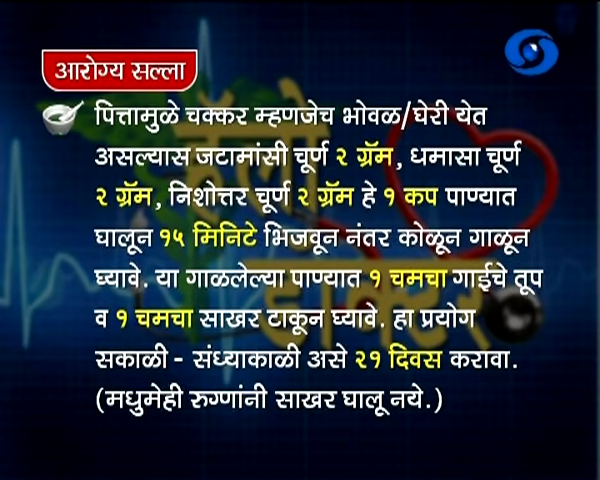 आरोग्य सल्ला
पित्तामुळे चक्कर म्हणजेच भोवळ/घेरी येत
असल्यास जटामांसी चूर्ण २ ग्रॅम, धमासा चूर्ण
२ ग्रॅम, निशोत्तर चूर्ण २ ग्रॅम हे १ कप पाण्यात
घालून १५ मिनिटे भिजवून नंतर कोळून गाळून
घ्यावे. या गाळलेल्या पाण्यात १ चमचा गाईचे तूप
व १ चमचा साखर टाकून घ्यावे. हा प्रयोग
सकाळी - संध्याकाळी असे २१ दिवस करावा.
(मधुमेही रुग्णांनी साखर घालू नये.)